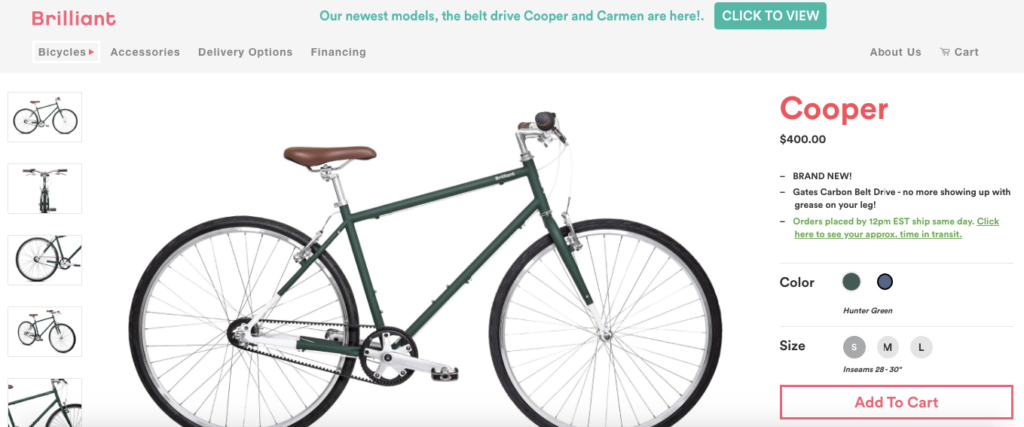 Brilliant
Our newest models, the belt drive Cooper and Carmen are here!.
CLICK TO VIEW
Bicycles
Accessories
Delivery Options
Financing
About Us
Cart
Brilliant
Cooper
$400.00
– BRAND NEW!
– Gates Carbon Belt Drive - no more showing up with
grease on your leg!
– Orders placed by 12pm EST ship same day. Click
here to see your approx. time in transit.
Color
Hunter Green
Size
S
M
L
Inseams 28 - 30"
Add To Cart